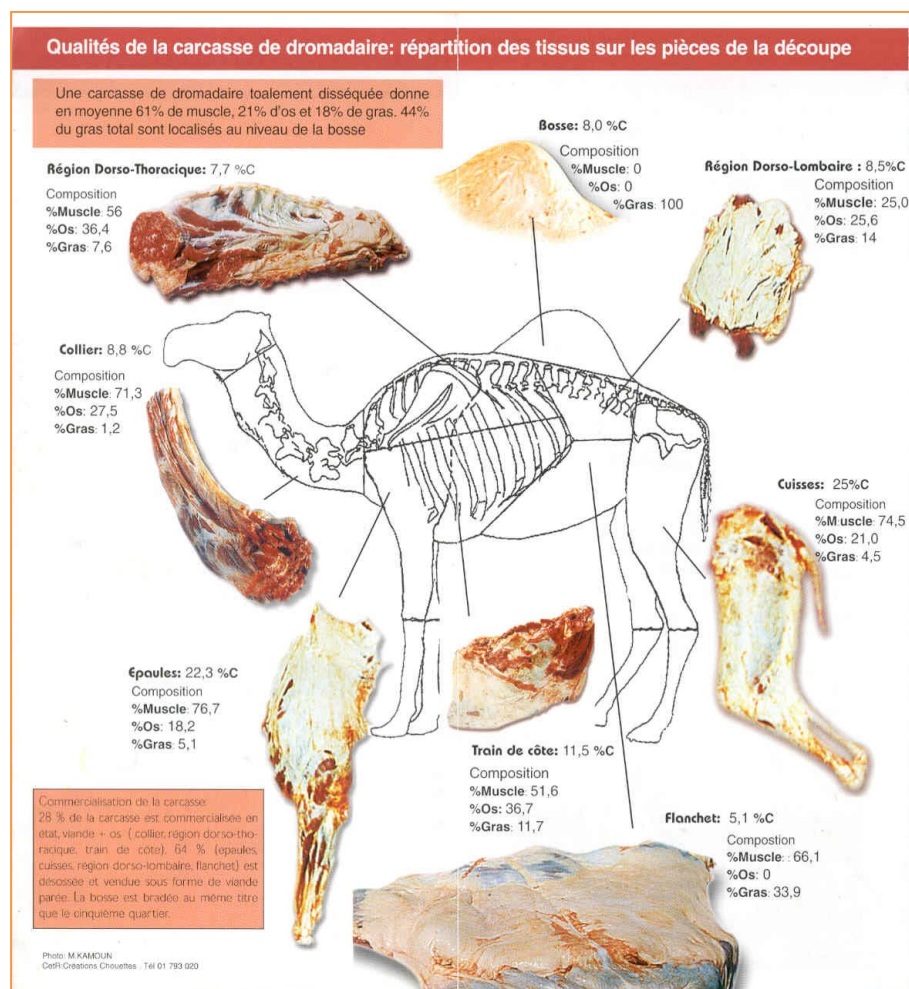 Qualités de la carcasse de dromadaire: répartition des tissus sur les pièces de la découpe
Une carcasse de dromadaire toalement disséquée donne
en moyenne 61% de muscle, 21% d'os et 18% de gras. 44%
du gras total sont localisés au niveau de la bosse
Bosse: 8,0 %C
Composition
%Muscle: 0
%Os: 0
%Gras: 100
Région Dorso-Thoracique: 7,7 %C
Composition
%Muscle: 56
%Os: 36,4
%Gras: 7,6
Région Dorso-Lombaire : 8,5%C
Composition
%Muscle: 25,0
%Os: 25,6
%Gras: 14
Collier: 8,8 %C
Composition
%Muscle: 71,3
%Os: 27,5
%Gras: 1,2
Cuisses: 25%C
Composition
%Muscle: 74,5
%Os: 21,0
%Gras: 4,5
Epaules: 22,3 %C
Composition
%Muscle: 76,7
%Os: 18,2
%Gras: 5,1
Train de côte: 11,5 %C
Composition
%Muscle: 51,6
%Os: 36,7
%Gras: 11,7
Flanchet: 5,1 %C
Compostion
%Muscle: : 66,1
%Os: 0
%Gras: 33,9
Commercialisation de la carcasse:
28 % de la carcasse est commercialisée en
état, viande + os ( collier, région dorso-tho-
racique, train de côte), 64 % (epaules,
cuisses, région dorso-lombaire, flanchet) est
désossée et vendue sous forme de viande
parée. La bosse est bradée au même titre
que le cinquième quartier.
Photo: M.KAMOUN
CetR:Créations Chouettes Tél 01 793 020